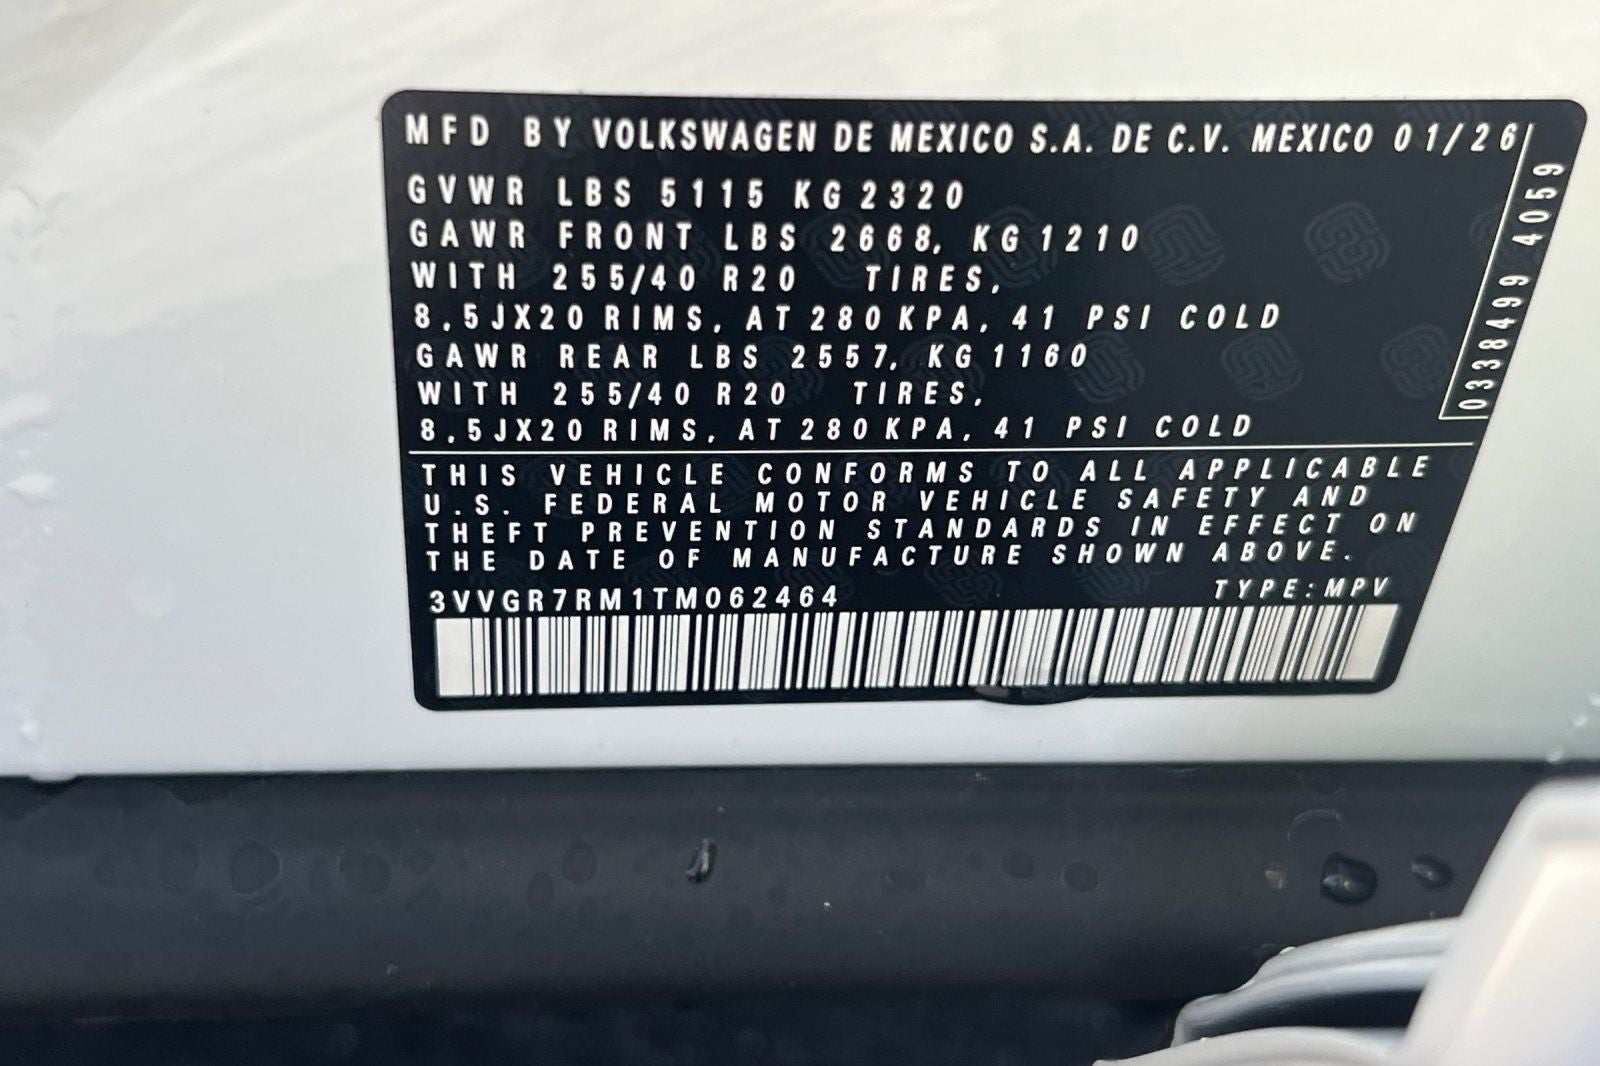 MFD BY VOLKSWAGEN DE MEXICO S.A. DE C.V. MEXICO 01/26
GVWR LBS 5115 KG 2320
GAWR FRONT LBS 2668, KG 1210
WITH 255/40 R20 TIRES,
8.5JX20 RIMS, AT 280 KPA, 41 PSI COLD
GAWR REAR LBS 2557, KG 1160
WITH 255/40 R20 TIRES,
8.5JX20 RIMS, AT 280 KPA, 41 PSI COLD
0338499 4059
THIS VEHICLE CONFORMS TO ALL APPLICABLE
U.S. FEDERAL MOTOR VEHICLE SAFETY AND
THEFT PREVENTION STANDARDS IN EFFECT ON
THE DATE OF MANUFACTURE SHOWN ABOVE.
3VVGR7RM1TM062464 TYPE: MPV